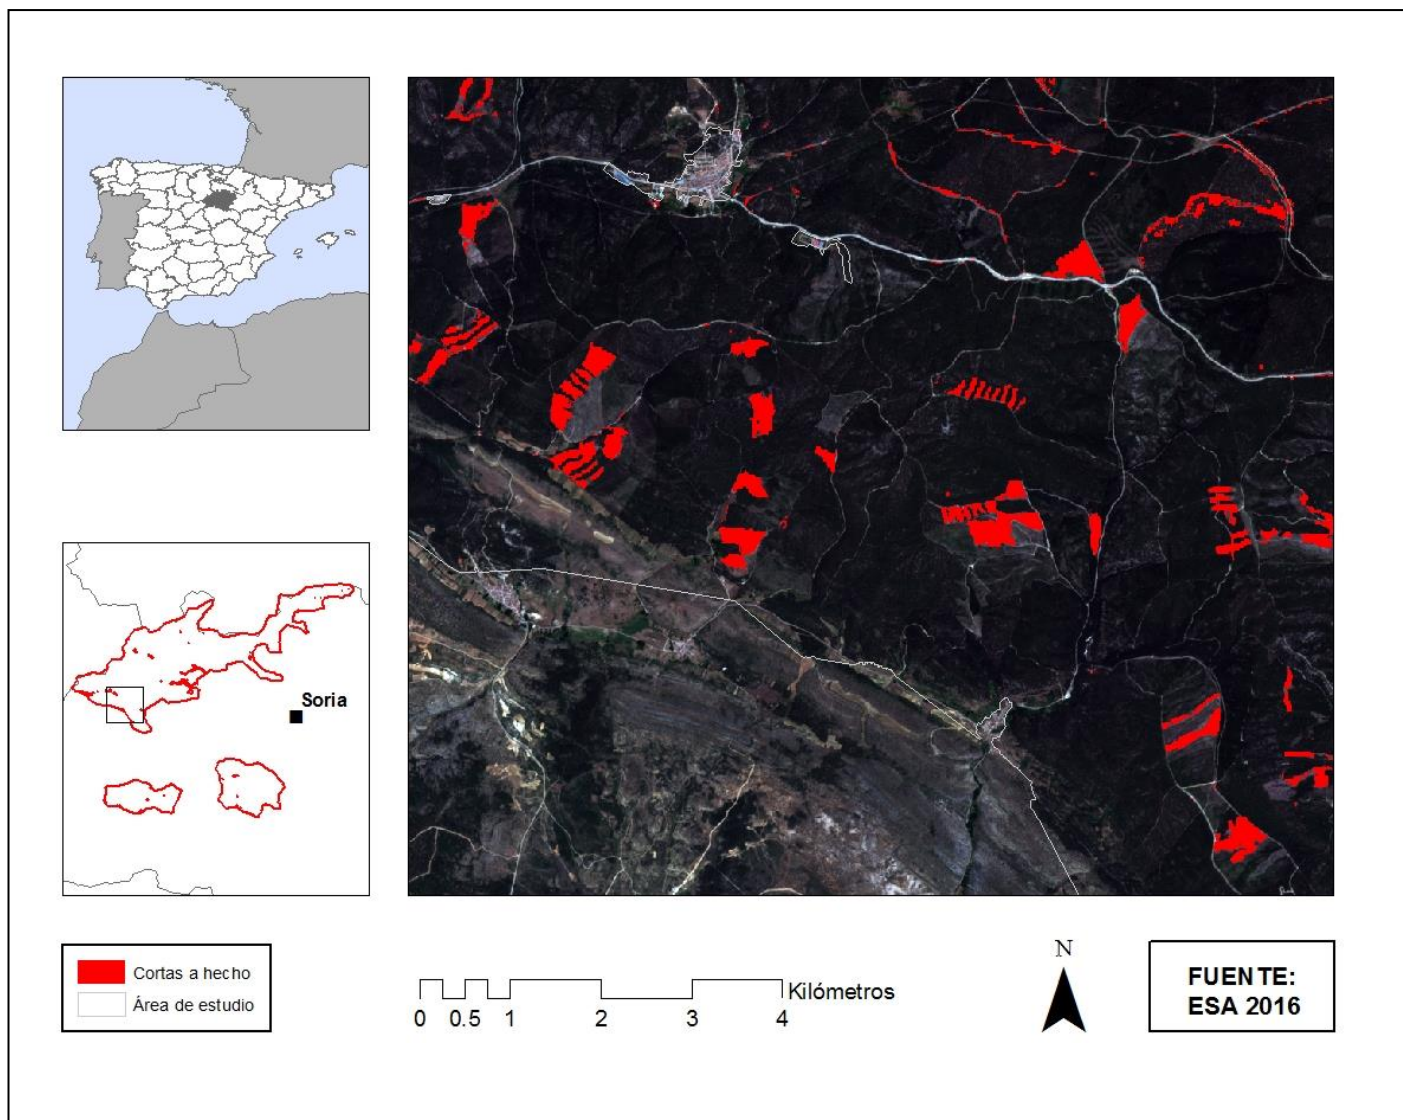 Soria
Cortas a hecho
Área de estudio
Kilómetros
0 0.5 1 2 3 4
N
FUENTE:
ESA 2016